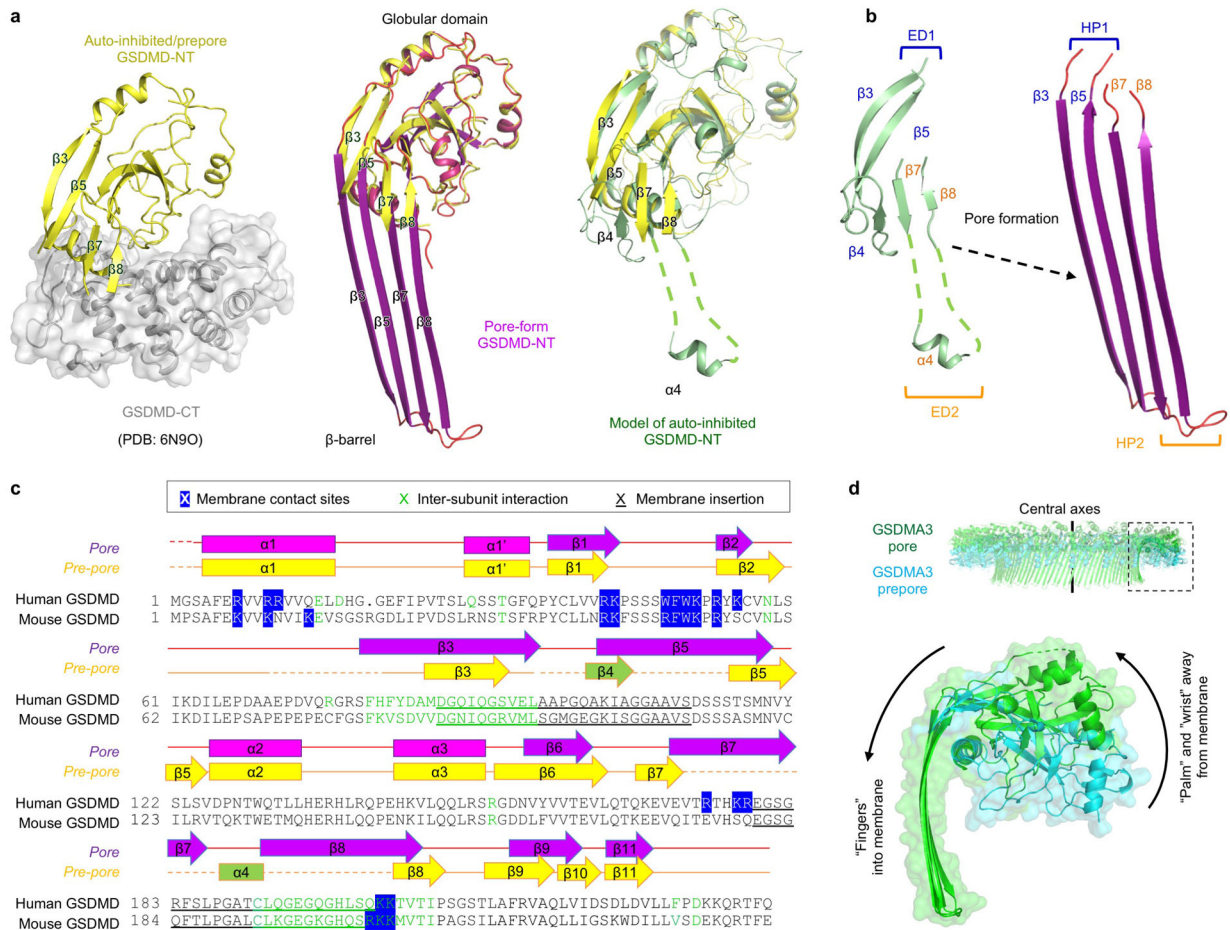 a
Auto-inhibited/prepore
GSDMD-NT
β3
β5
β7
β8
GSDMD-CT
(PDB: 6N9O)
Globular domain
β3
β5
β7
β8
β3
β7
β5
β8
Pore-form
GSDMD-NT
β-barrel
β3
β5
β7
β4
β8
α4
Model of auto-inhibited
GSDMD-NT
b
ED1
β3
β5
β7
β8
β4
α4
ED2
Pore formation
HP1
β3
β5
β7
β8
HP2
c
X Membrane contact sites X Inter-subunit interaction X Membrane insertion
Pore α1 α1' β1 β2
Pre-pore α1 α1' β1 β2
Human GSDMD 1 MGSAFERVVRRVVQELDHG.GEFIPVTSLQSSTGFQPYCLVVRKPSSSWFWKPRYKCVNLS
Mouse GSDMD 1 MPSAFEKVVKNVIKEVSGSRGDLIPVDSLRNSTSFRPYCLLNRKFSSSRFWKPRYSCVNLS
Pore β3 β5
Pre-pore β3 β4 β5
Human GSDMD 61 IKDILEPDAAEPDVQRGRSFHFYDAMDGQIQGSVELAAPGQAKIAGGAAVSDSSSTSMNVY
Mouse GSDMD 62 IKDILEPSAPEPEPECFGSFKVSDVVDGNIQGRVMLSGMGEGKISGGAAVSDSSSASMNVC
Pore α2 α3 β6 β7
Pre-pore β5 α2 α3 β6 β7
Human GSDMD 122 SLSVDPNTWQTLLHERHLRQPEHKVLQQLRSRGDNVYVVTEVLQTQKEVEVTRTHKREGSG
Mouse GSDMD 123 ILRVTQKTWETMQHERHLQQPENKILQQLRSRGDDLFVVTEVLQTKEEVQITEVHSQEGSG
Pore β7 β8 β9 β11
Pre-pore α4 β8 β9 β10 β11
Human GSDMD 183 RFSLPGATCLQGEGQGHLSQKKTVTIPSGSTLAFRVAQLVIDSDLDVLLFPDKKQRTFQ
Mouse GSDMD 184 QFTLPGALCLKGEGKGHQSRKKMVTIPAGSILAFRVAQLLIGSKWDILLVSDEKQRTFE
d
Central axes
GSDMA3
pore
GSDMA3
prepore
"Fingers"
into membrane
"Palm" and "wrist" away
from membrane